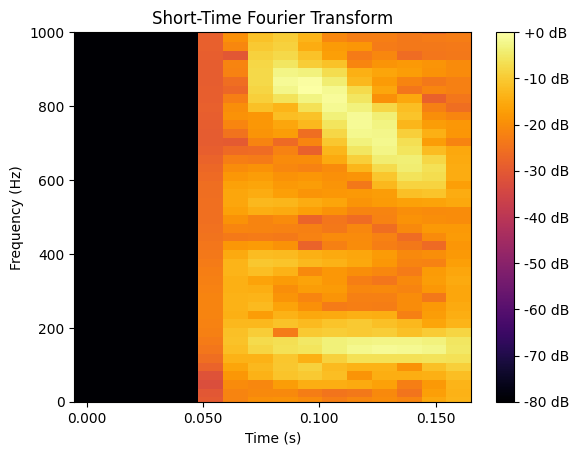 Short-Time Fourier Transform
1000
800
600
400
200
0
Frequency (Hz)
0.000
0.050
0.100
0.150
Time (s)
+0 dB
-10 dB
-20 dB
-30 dB
-40 dB
-50 dB
-60 dB
-70 dB
-80 dB